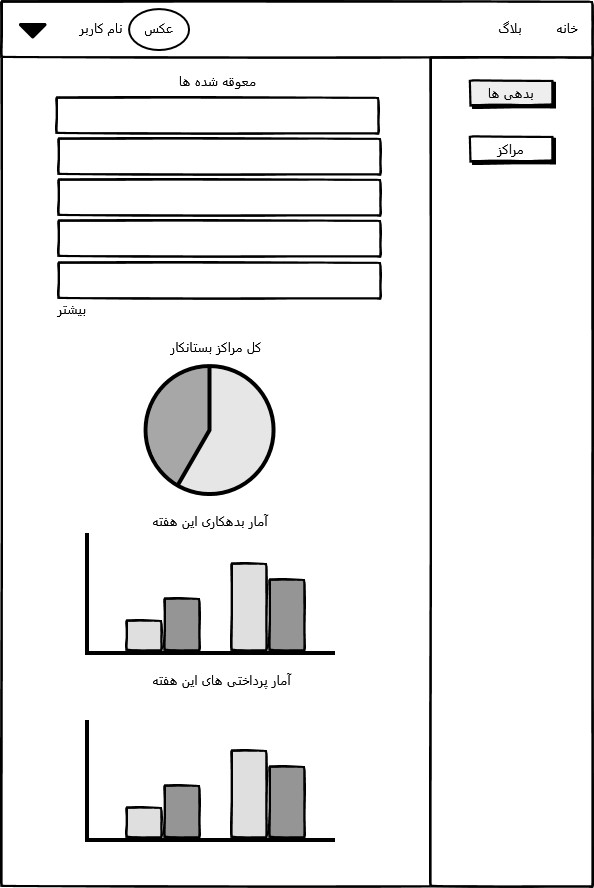 خانه
بلاگ
عکس
نام کاربر
بدهی ها
مراکز
معوقه شده ها
بیشتر
کل مراکز بستانکار
آمار بدهکاری این هفته
آمار پرداختی های این هفته